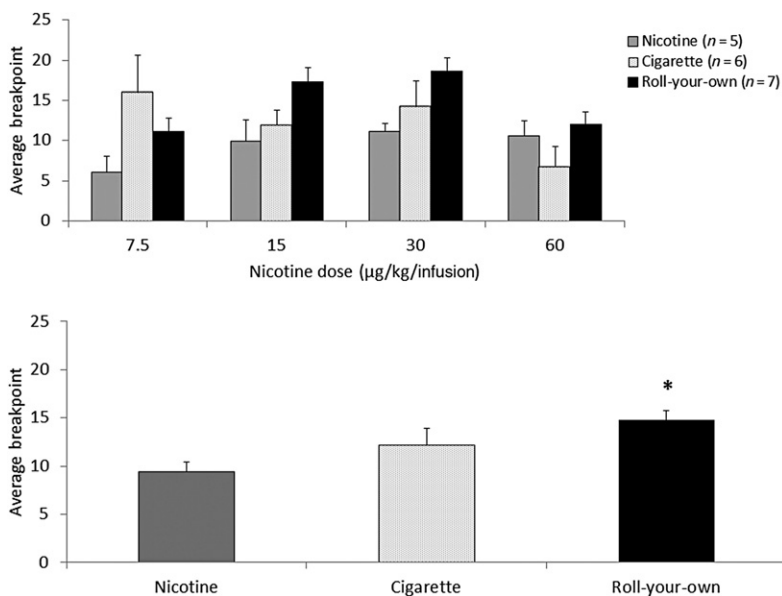 25
20
15
10
5
0
Average breakpoint
Nicotine (n = 5)
Cigarette (n = 6)
Roll-your-own (n = 7)
7.5 15 30 60
Nicotine dose (µg/kg/infusion)
25
20
15
10
5
0
Average breakpoint
*
Nicotine Cigarette Roll-your-own